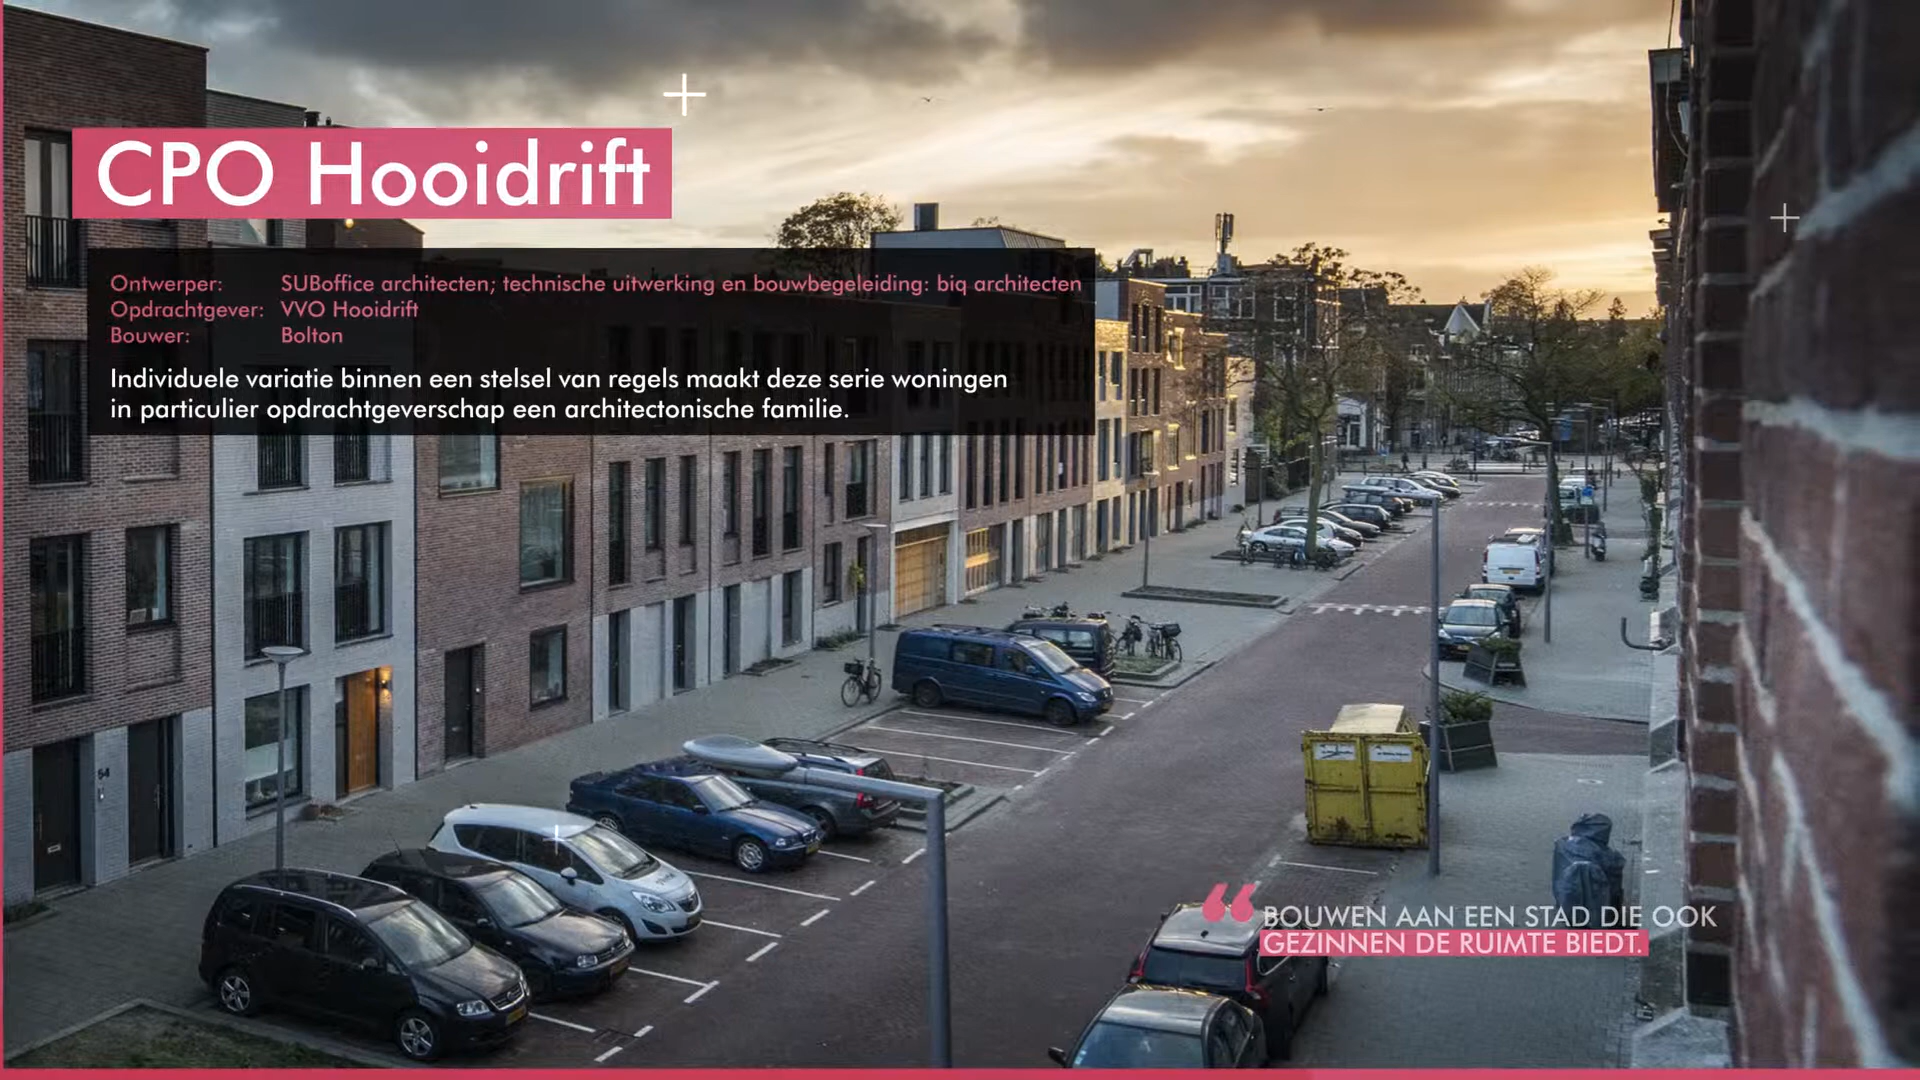 CPO Hooidrift
Ontwerper: SUBoffice architecten; technische uitwerking en bouwbegeleiding: biq architecten
Opdrachtgever: VVO Hooidrift
Bouwer: Bolton
Individuele variatie binnen een stelsel van regels maakt deze serie woningen
in particulier opdrachtgeverschap een architectonische familie.
54
“BOUWEN AAN EEN STAD DIE OOK
GEZINNEN DE RUIMTE BIEDT.